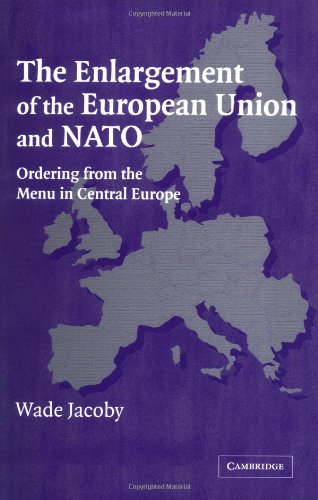 The Enlargement
of the European Union
and NATO
Ordering from the
Menu in Central Europe
Wade Jacoby
CAMBRIDGE